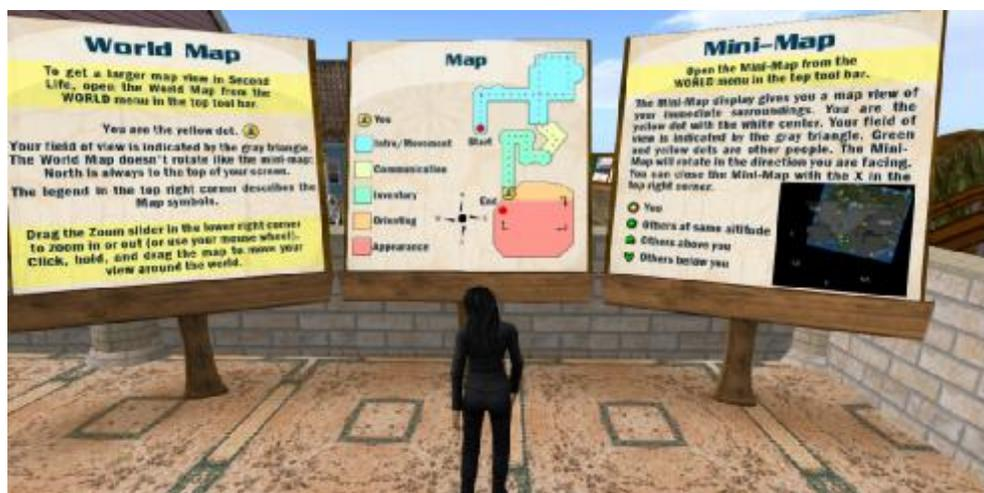 World Map
To get a larger map view in Second
Life, open the World Map from the
WORLD menu in the top tool bar.
You are the yellow dot.
Your field of view is indicated by the gray triangle.
The World Map doesn't rotate like the mini-map:
North is always to the top of your screen.
The legend in the top right corner describes the
Map symbols.
Drag the Zoom slider in the lower right corner
to zoom in or out (or use your mouse wheel).
Click, hold, and drag the map to move your
view around the world.
Map
You
Intro/Movement
Communication
Inventory
Orienting
Appearance
Start
End
Mini-Map
Open the Mini-Map from the
WORLD menu in the top tool bar.
The Mini-Map display gives you a map view of
your immediate surroundings. You are the
yellow dot with the white center. Your field of
view is indicated by the gray triangle. Green
and yellow dots are other people. The Mini-
Map will rotate in the direction you are facing.
You can close the Mini-Map with the X in the
top right corner.
You
Others at same altitude
Others above you
Others below you